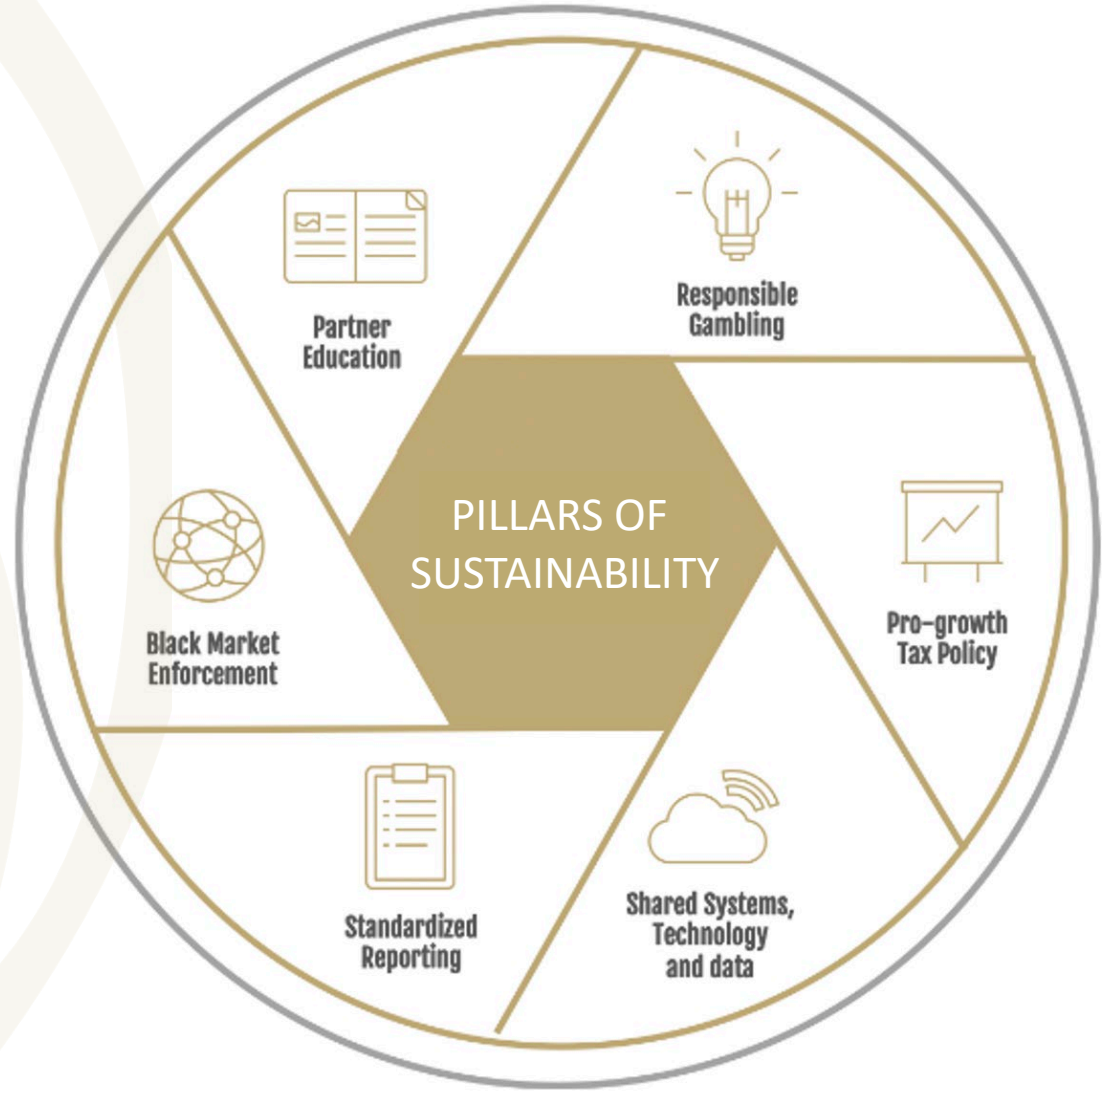 Responsible
Gambling
Partner
Education
PILLARS OF
SUSTAINABILITY
Pro-growth
Tax Policy
Black Market
Enforcement
Shared Systems,
Technology
and data
Standardized
Reporting